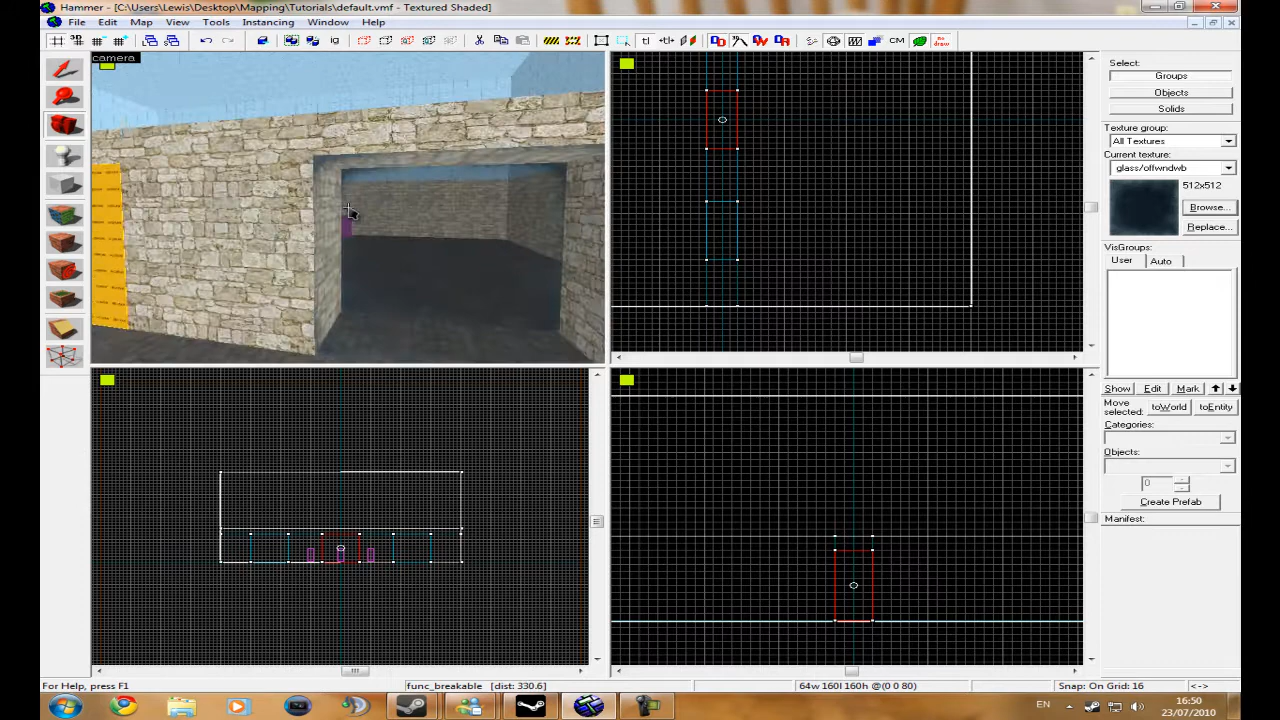 Hammer - [C:\Users\Lewis\Desktop\Mapping\Tutorials\default.vmf - Textured Shaded]
File Edit Map View Tools Instancing Window Help
camera
Select:
Groups
Objects
Solids
Texture group:
All Textures
Current texture:
glass/offwndwb
512x512
Browse...
Replace...
VisGroups:
User Auto
Show Edit Mark
Move selected:
toWorld toEntity
Categories:
Objects:
0
Create Prefab
Manifest:
For Help, press F1
func_breakable [dist: 330.6]
64w 160l 160h @(0 0 80)
Snap: On Grid: 16
<->
EN
16:50
23/07/2010